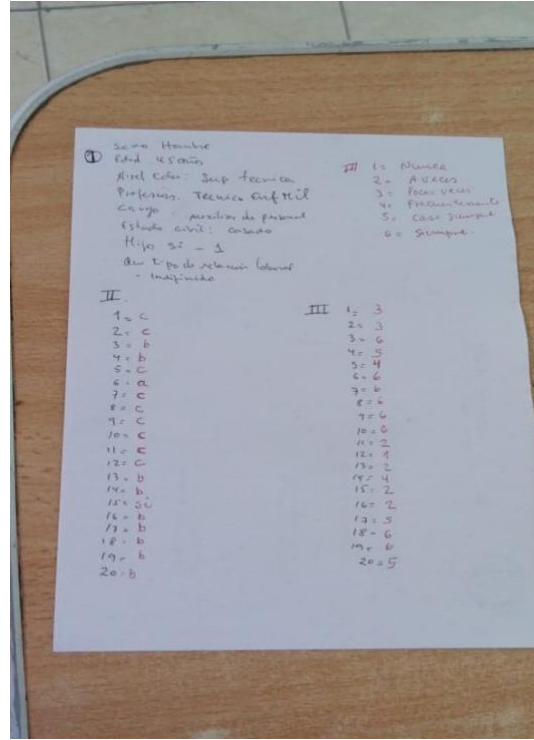 I
Sexo Hombre
Edad 45 años
Nivel Educ: Sup tecnica
Profesión. Tecnico Enf Mil
Cargo : auxiliar de personal
Estado civil: casado
Hijo si - 1
Que tipo de relación laboral
- Indefinido
III 1= Nunca
2= A veces
3= Pocas veces
4= Frecuentemente
5= Casi siempre
6= Siempre.
II.
1= c
2= c
3= b
4= b
5= c
6= a
7= c
8= c
9= c
10= c
11= c
12= c
13= b
14= b
15= si
16= b
17= b
18= b
19= b
20= b
III 1= 3
2= 3
3= 6
4= 5
5= 4
6= 6
7= 6
8= 6
9= 6
10= 6
11= 2
12= 1
13= 2
14= 4
15= 2
16= 2
17= 5
18= 6
19= 6
20= 5